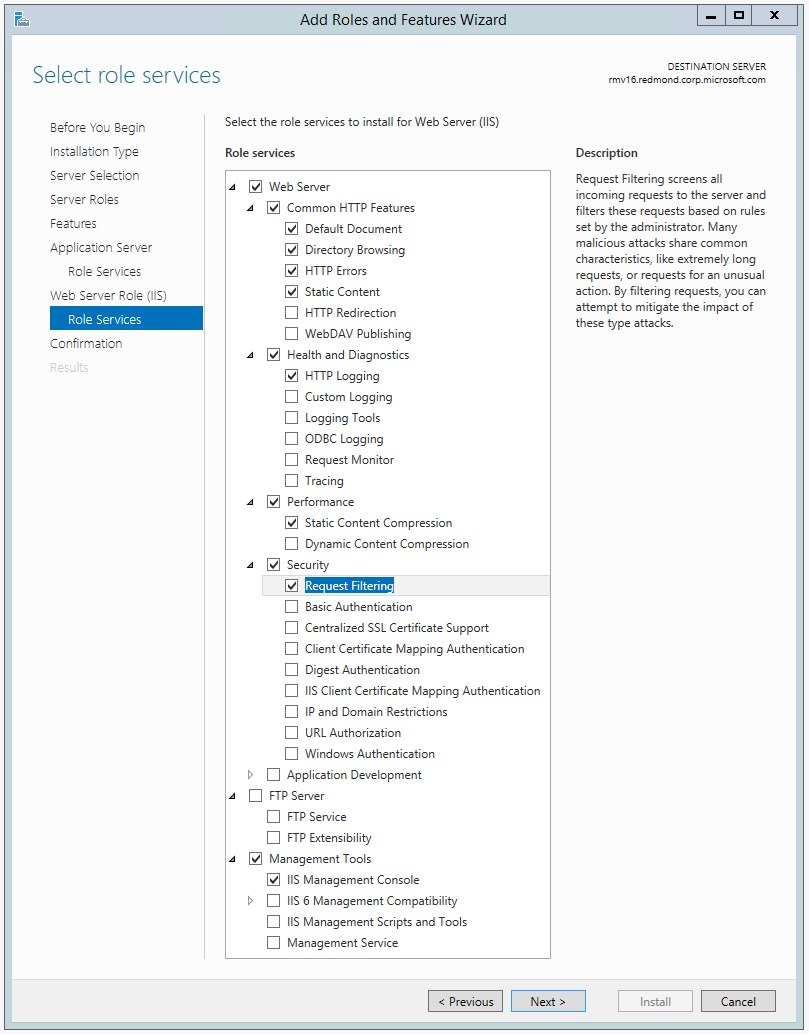 Add Roles and Features Wizard
Select role services
DESTINATION SERVER
rmv16.redmond.corp.microsoft.com
Before You Begin
Installation Type
Server Selection
Server Roles
Features
Application Server
Role Services
Web Server Role (IIS)
Role Services
Confirmation
Results
Select the role services to install for Web Server (IIS)
Role services
Web Server
Common HTTP Features
Default Document
Directory Browsing
HTTP Errors
Static Content
HTTP Redirection
WebDAV Publishing
Health and Diagnostics
HTTP Logging
Custom Logging
Logging Tools
ODBC Logging
Request Monitor
Tracing
Performance
Static Content Compression
Dynamic Content Compression
Security
Request Filtering
Basic Authentication
Centralized SSL Certificate Support
Client Certificate Mapping Authentication
Digest Authentication
IIS Client Certificate Mapping Authentication
IP and Domain Restrictions
URL Authorization
Windows Authentication
Application Development
FTP Server
FTP Service
FTP Extensibility
Management Tools
IIS Management Console
IIS 6 Management Compatibility
IIS Management Scripts and Tools
Management Service
Description
Request Filtering screens all
incoming requests to the server and
filters these requests based on rules
set by the administrator. Many
malicious attacks share common
characteristics, like extremely long
requests, or requests for an unusual
action. By filtering requests, you can
attempt to mitigate the impact of
these type attacks.
< Previous
Next >
Install
Cancel